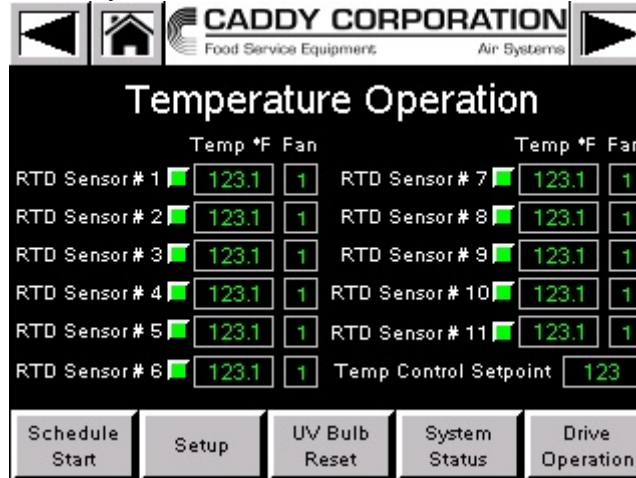 CADDY CORPORATION
Food Service Equipment Air Systems
Temperature Operation
Temp °F Fan Temp °F Fan
RTD Sensor # 1 123.1 1 RTD Sensor # 7 123.1 1
RTD Sensor # 2 123.1 1 RTD Sensor # 8 123.1 1
RTD Sensor # 3 123.1 1 RTD Sensor # 9 123.1 1
RTD Sensor # 4 123.1 1 RTD Sensor # 10 123.1 1
RTD Sensor # 5 123.1 1 RTD Sensor # 11 123.1 1
RTD Sensor # 6 123.1 1 Temp Control Setpoint 123
Schedule Start
Setup
UV Bulb Reset
System Status
Drive Operation